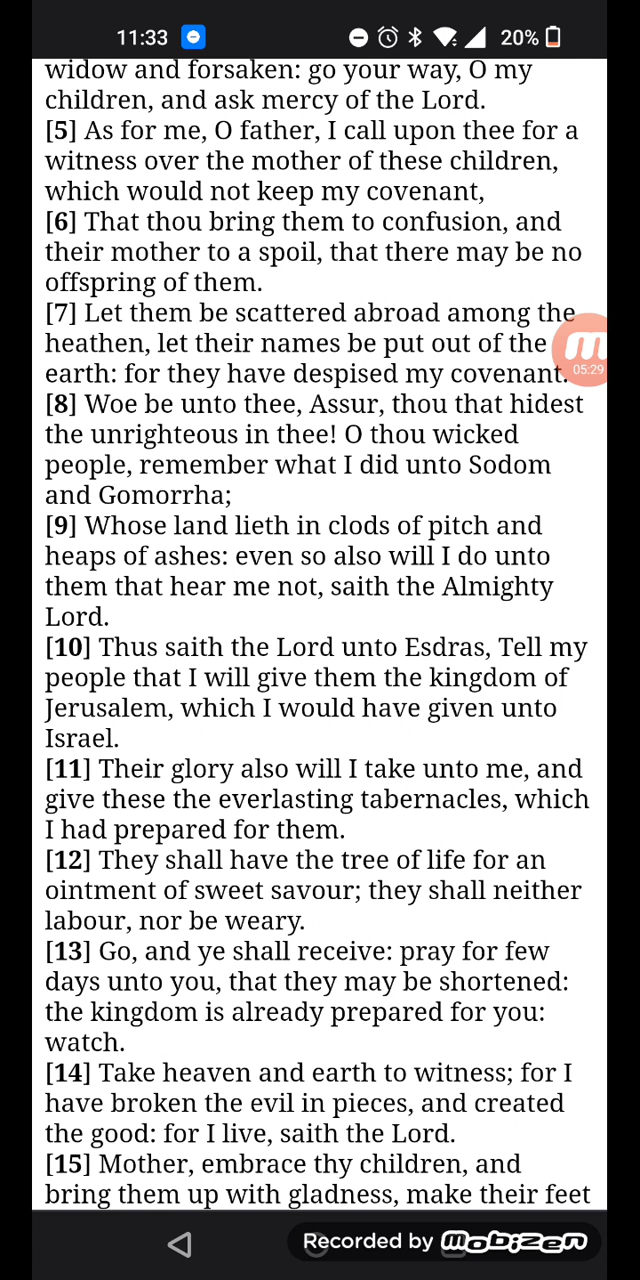 11:33
20%
widow and forsaken: go your way, O my
children, and ask mercy of the Lord.
[5] As for me, O father, I call upon thee for a
witness over the mother of these children,
which would not keep my covenant,
[6] That thou bring them to confusion, and
their mother to a spoil, that there may be no
offspring of them.
[7] Let them be scattered abroad among the
heathen, let their names be put out of the
earth: for they have despised my covenant.
m
05:29
[8] Woe be unto thee, Assur, thou that hidest
the unrighteous in thee! O thou wicked
people, remember what I did unto Sodom
and Gomorrha;
[9] Whose land lieth in clods of pitch and
heaps of ashes: even so also will I do unto
them that hear me not, saith the Almighty
Lord.
[10] Thus saith the Lord unto Esdras, Tell my
people that I will give them the kingdom of
Jerusalem, which I would have given unto
Israel.
[11] Their glory also will I take unto me, and
give these the everlasting tabernacles, which
I had prepared for them.
[12] They shall have the tree of life for an
ointment of sweet savour; they shall neither
labour, nor be weary.
[13] Go, and ye shall receive: pray for few
days unto you, that they may be shortened:
the kingdom is already prepared for you:
watch.
[14] Take heaven and earth to witness; for I
have broken the evil in pieces, and created
the good: for I live, saith the Lord.
[15] Mother, embrace thy children, and
bring them up with gladness, make their feet
Recorded by mobizen